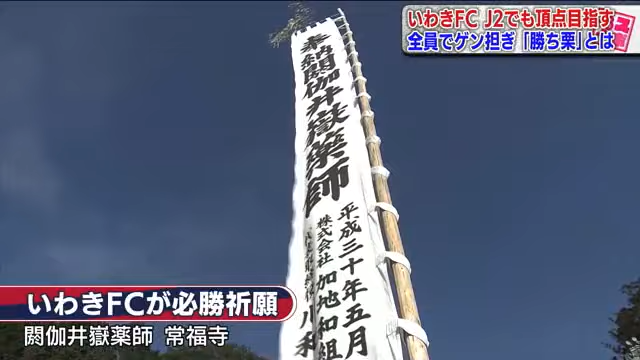 いわきFC J2でも頂点目指す
全員でゲン担ぎ 「勝ち栗」とは
奉納閼伽井嶽薬師
平成三十年五月
株式会社 加地和組
いわきFCが必勝祈願
閼伽井嶽薬師 常福寺